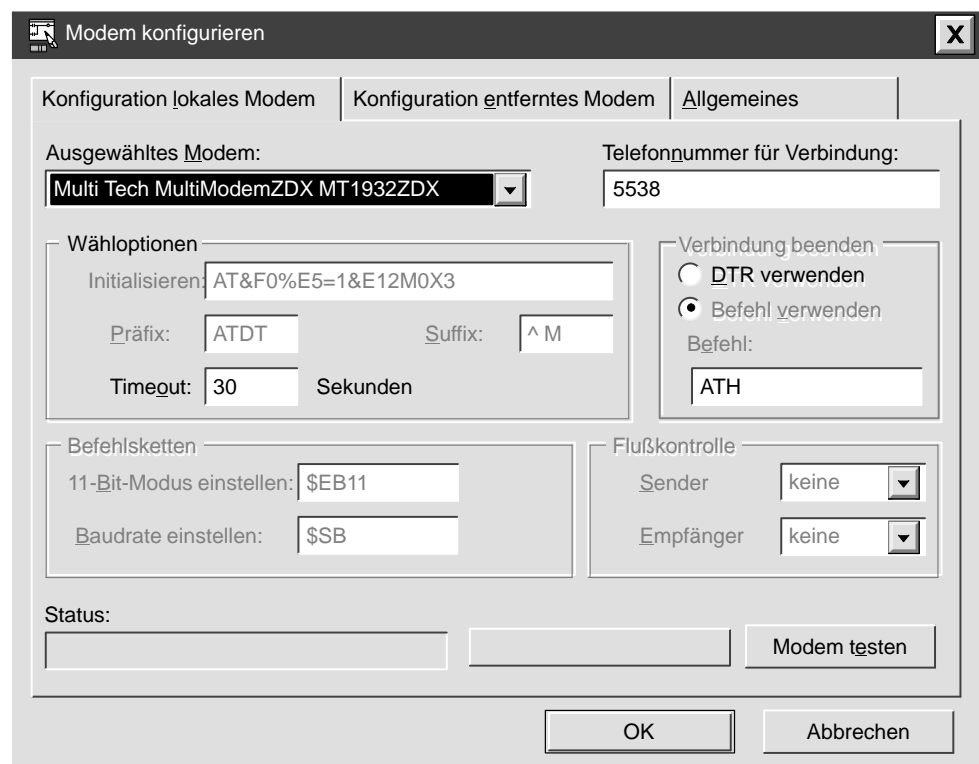 Modem konfigurieren
X
Konfiguration lokales Modem
Konfiguration entferntes Modem
Allgemeines
Ausgewähltes Modem:
Telefonnummer für Verbindung:
Multi Tech MultiModemZDX MT1932ZDX
5538
Wähloptionen
Initialisieren: AT&F0%E5=1&E12M0X3
Präfix: ATDT
Suffix: ^ M
Timeout: 30 Sekunden
Verbindung beenden
DTR verwenden
Befehl verwenden
Befehl:
ATH
Befehlsketten
11-Bit-Modus einstellen: $EB11
Baudrate einstellen: $SB
Flußkontrolle
Sender keine
Empfänger keine
Status:
Modem testen
OK
Abbrechen